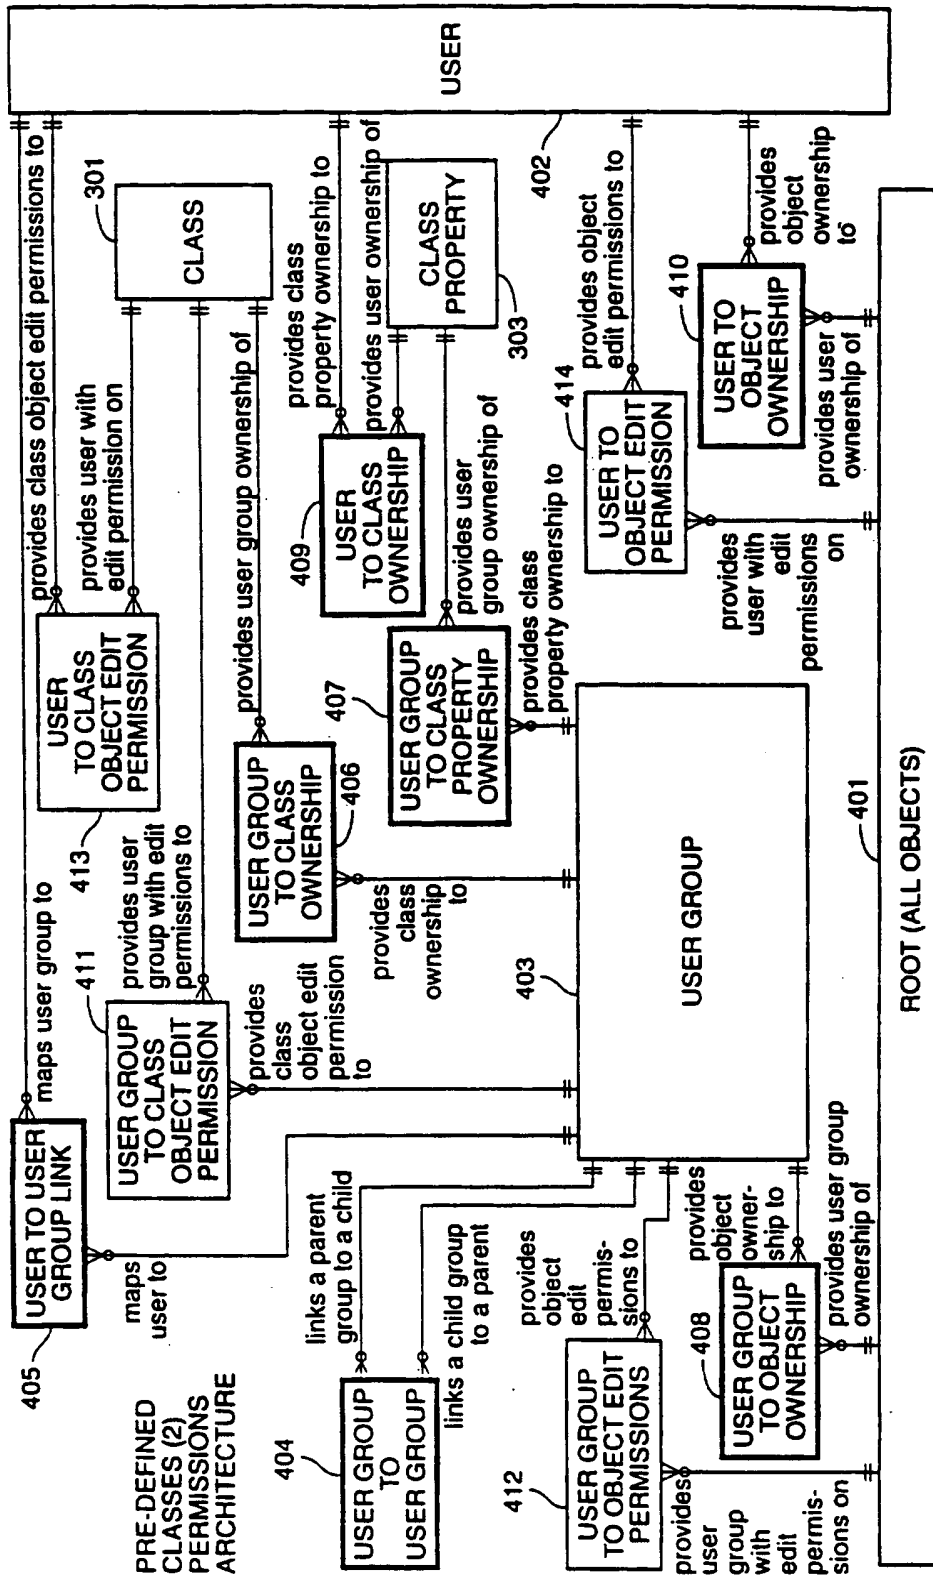 PRE-DEFINED
CLASSES (2)
PERMISSIONS
ARCHITECTURE
405
USER TO USER
GROUP LINK
maps user group to
maps
user to
411
USER GROUP
TO CLASS
OBJECT EDIT
PERMISSION
provides user
group with edit
permissions to
provides
class
object edit
permission
to
413
USER
TO CLASS
OBJECT EDIT
PERMISSION
provides class object edit permissions to
provides user with
edit permission on
301
CLASS
provides user group ownership of
USER GROUP
TO CLASS
OWNERSHIP
406
provides
class
ownership
to
409
USER
TO CLASS
OWNERSHIP
provides class
property ownership to
provides user ownership of
CLASS
PROPERTY
303
407
USER GROUP
TO CLASS
PROPERTY
OWNERSHIP
provides user
group ownership of
provides class
property ownership to
USER
402
404
USER GROUP
TO
USER GROUP
links a parent
group to a child
links a child group
to a parent
403
USER GROUP
412
USER GROUP
TO OBJECT EDIT
PERMISSIONS
provides
object
edit
permis-
sions to
provides
user
group
with
edit
permis-
sions on
408
USER GROUP
TO OBJECT
OWNERSHIP
provides
object
owner-
ship to
provides user group
ownership of
414
USER TO
OBJECT EDIT
PERMISSION
provides object
edit permissions to
provides
user with
edit
permissions
on
410
USER TO
OBJECT
OWNERSHIP
provides
object
ownership
to
provides user
ownership of
401
ROOT (ALL OBJECTS)